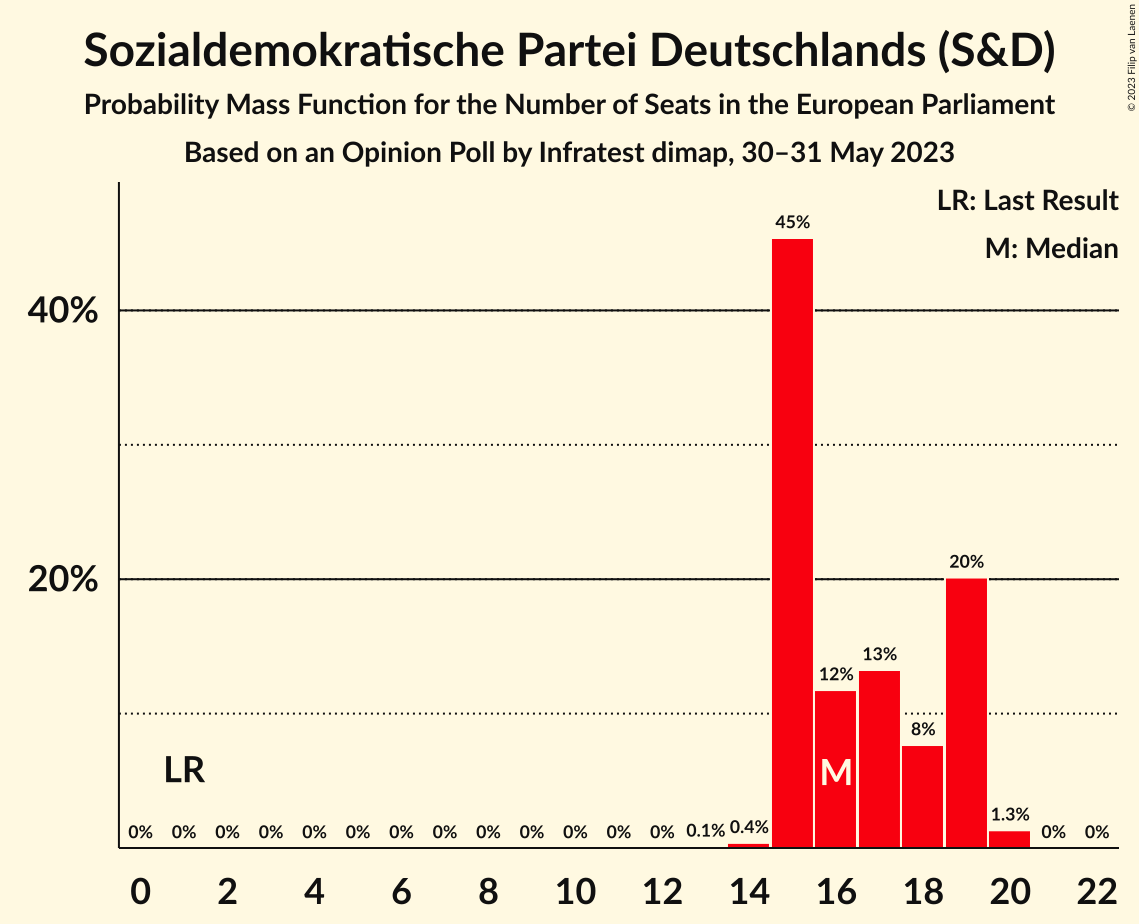 Sozialdemokratische Partei Deutschlands (S&D)
Probability Mass Function for the Number of Seats in the European Parliament
Based on an Opinion Poll by Infratest dimap, 30–31 May 2023
© 2023 Filip van Laenen
LR: Last Result
M: Median
45%
40%
20%
20%
13%
12%
8%
LR
M
0% 0% 0% 0% 0% 0% 0% 0% 0% 0% 0% 0% 0% 0.1% 0.4% 1.3% 0% 0%
0 2 4 6 8 10 12 14 16 18 20 22